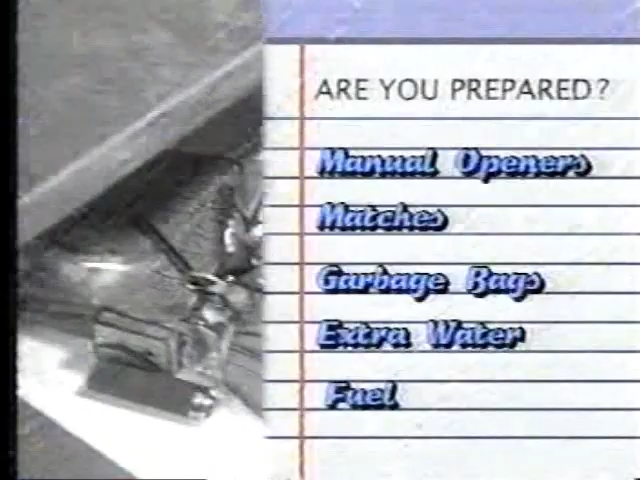 ARE YOU PREPARED?
Manual Openers
Matches
Garbage Bags
Extra Water
Fuel